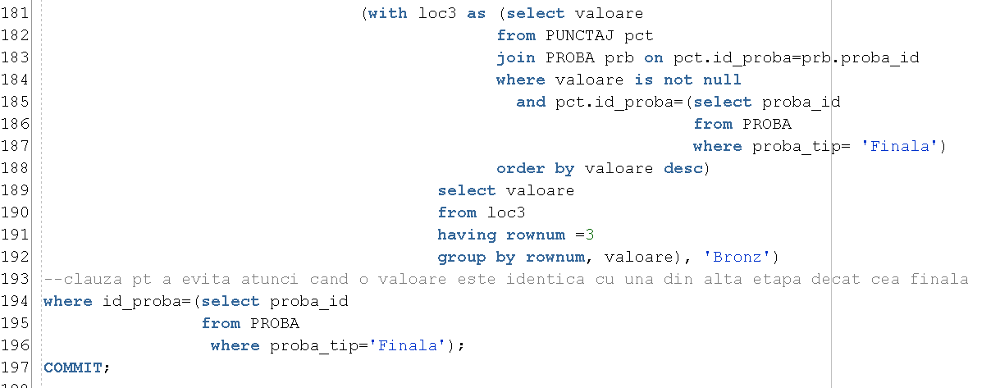 181 (with loc3 as (select valoare
182 from PUNCTAJ pct
183 join PROBA prb on pct.id_proba=prb.proba_id
184 where valoare is not null
185 and pct.id_proba=(select proba_id
186 from PROBA
187 where proba_tip= 'Finala')
188 order by valoare desc)
189 select valoare
190 from loc3
191 having rownum =3
192 group by rownum, valoare), 'Bronz')
193 --clauza pt a evita atunci cand o valoare este identica cu una din alta etapa decat cea finala
194 where id_proba=(select proba_id
195 from PROBA
196 where proba_tip='Finala');
197 COMMIT;